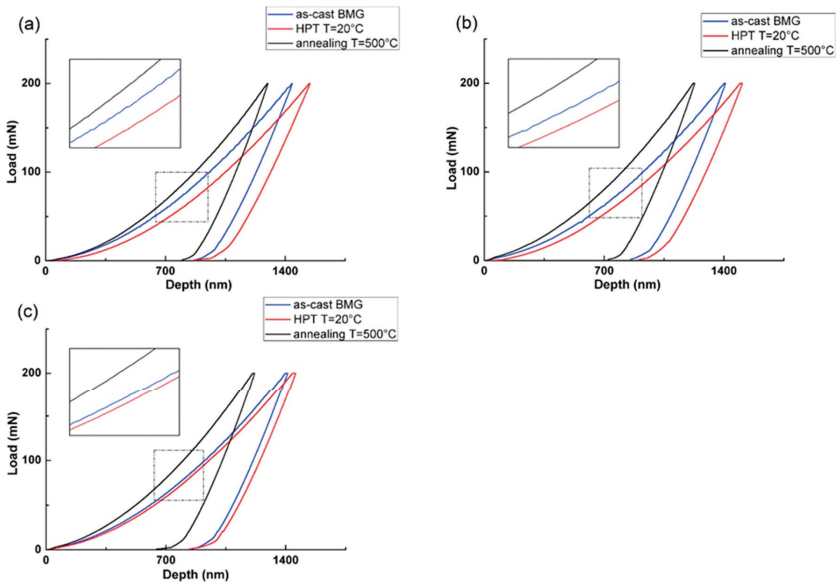 (a)
as-cast BMG
HPT T=20°C
annealing T=500°C
Load (mN)
200
100
0
0
700
1400
Depth (nm)
(b)
as-cast BMG
HPT T=20°C
annealing T=500°C
Load (mN)
200
100
0
0
700
1400
Depth (nm)
(c)
as-cast BMG
HPT T=20°C
annealing T=500°C
Load (mN)
200
100
0
0
700
1400
Depth (nm)